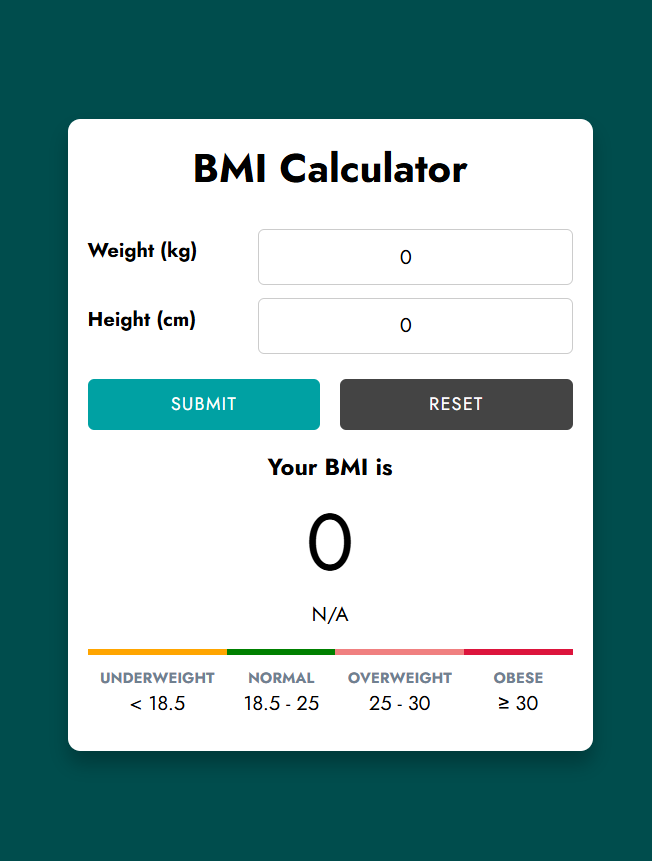 BMI Calculator
Weight (kg) 0
Height (cm) 0
SUBMIT RESET
Your BMI is
0
N/A
UNDERWEIGHT NORMAL OVERWEIGHT OBESE
< 18.5 18.5 - 25 25 - 30 ≥ 30